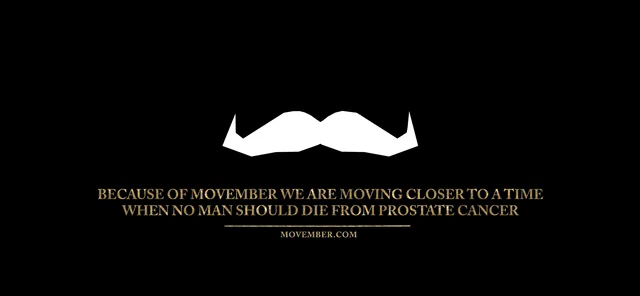 BECAUSE OF MOVEMBER WE ARE MOVING CLOSER TO A TIME
WHEN NO MAN SHOULD DIE FROM PROSTATE CANCER
MOVEMBER.COM